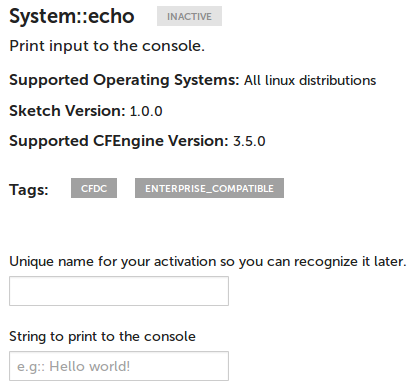 System::echo INACTIVE
Print input to the console.
Supported Operating Systems: All linux distributions
Sketch Version: 1.0.0
Supported CFEngine Version: 3.5.0
Tags: CFDC ENTERPRISE_COMPATIBLE
Unique name for your activation so you can recognize it later.
String to print to the console
e.g:: Hello world!